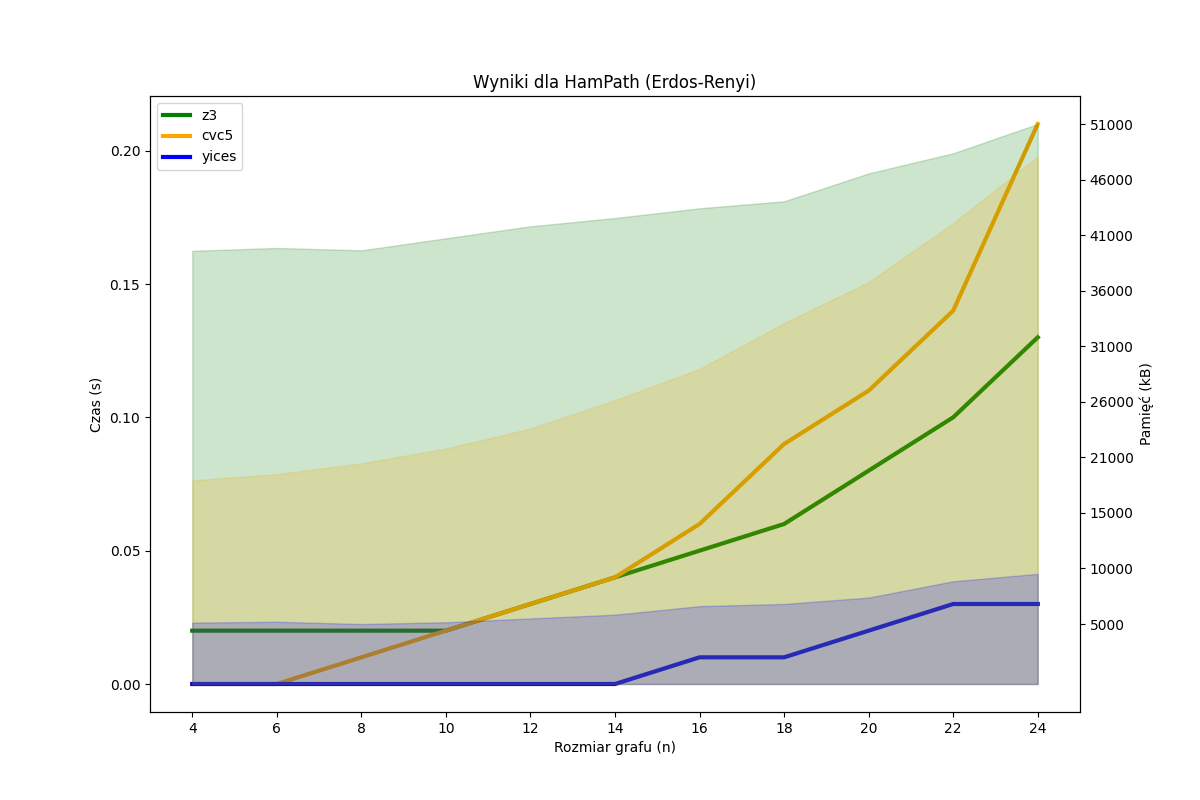 Wyniki dla HamPath (Erdos-Renyi)
z3
cvc5
yices
0.20
0.15
0.10
0.05
0.00
Czas (s)
51000
46000
41000
36000
31000
26000
21000
15000
10000
5000
Pamięć (kB)
4 6 8 10 12 14 16 18 20 22 24
Rozmiar grafu (n)